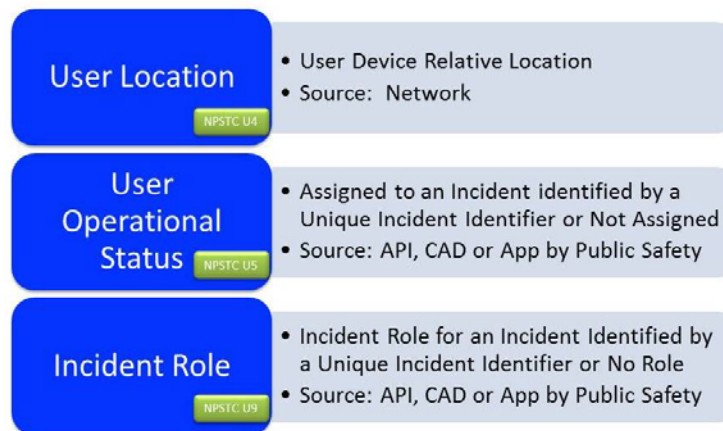 User Location
NPSTC U4
• User Device Relative Location
• Source: Network
User
Operational
Status
NPSTC U5
• Assigned to an Incident identified by a
Unique Incident Identifier or Not Assigned
• Source: API, CAD or App by Public Safety
Incident Role
NPSTC U9
• Incident Role for an Incident Identified by
a Unique Incident Identifier or No Role
• Source: API, CAD or App by Public Safety